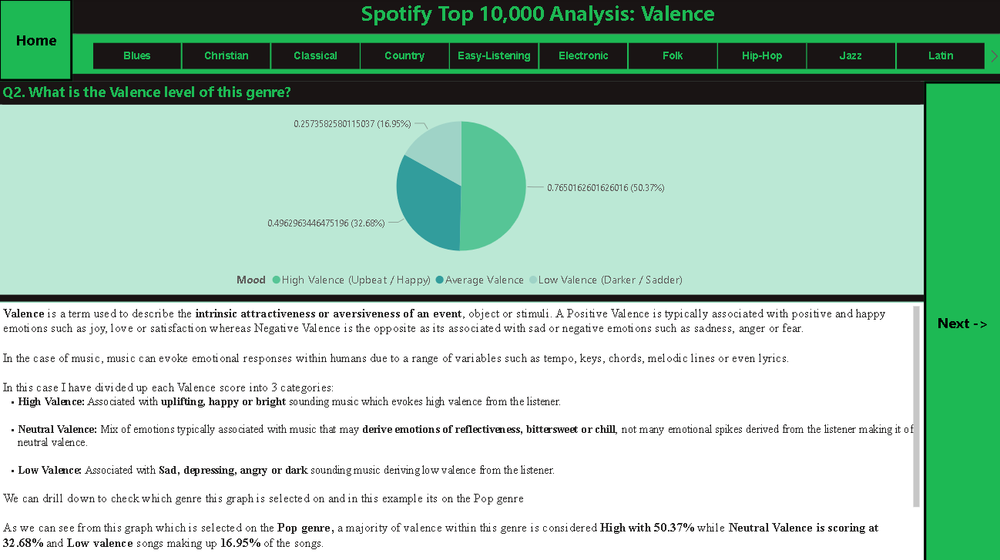 Home
Spotify Top 10,000 Analysis: Valence
Blues
Christian
Classical
Country
Easy-Listening
Electronic
Folk
Hip-Hop
Jazz
Latin
Q2. What is the Valence level of this genre?
0.2573582580115037 (16.95%)
0.7650162601626016 (50.37%)
0.4962963446475196 (32.68%)
Mood High Valence (Upbeat / Happy) Average Valence Low Valence (Darker / Sadder)
Valence is a term used to describe the intrinsic attractiveness or aversiveness of an event, object or stimuli. A Positive Valence is typically associated with positive and happy
emotions such as joy, love or satisfaction whereas Negative Valence is the opposite as its associated with sad or negative emotions such as sadness, anger or fear.
In the case of music, music can evoke emotional responses within humans due to a range of variables such as tempo, keys, chords, melodic lines or even lyrics.
In this case I have divided up each Valence score into 3 categories:
• High Valence: Associated with uplifting, happy or bright sounding music which evokes high valence from the listener.
• Neutral Valence: Mix of emotions typically associated with music that may derive emotions of reflectiveness, bittersweet or chill, not many emotional spikes derived from the listener making it of
neutral valence.
• Low Valence: Associated with Sad, depressing, angry or dark sounding music deriving low valence from the listener.
We can drill down to check which genre this graph is selected on and in this example its on the Pop genre
As we can see from this graph which is selected on the Pop genre, a majority of valence within this genre is considered High with 50.37% while Neutral Valence is scoring at
32.68% and Low valence songs making up 16.95% of the songs.
Next ->